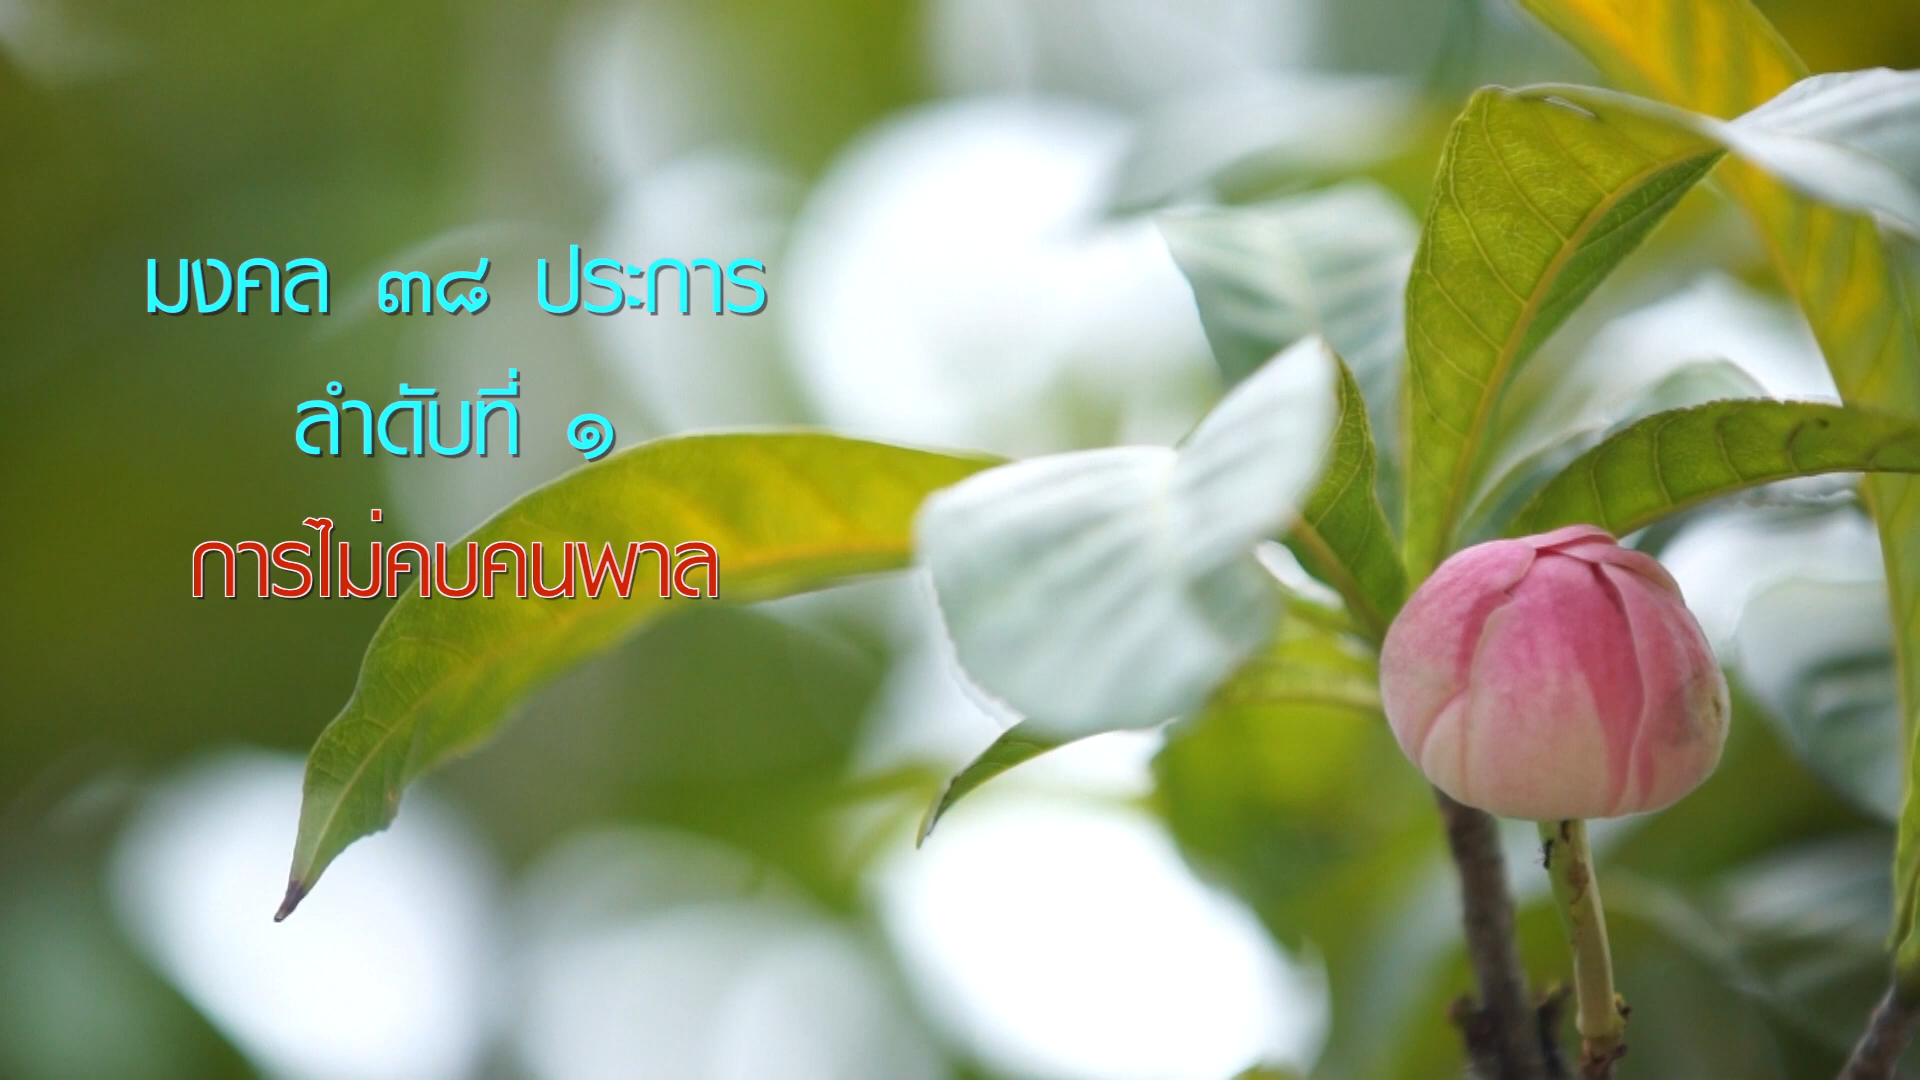 มงคล ๓๘ ประการ
ลำดับที่ ๑
การไม่คบคนพาล